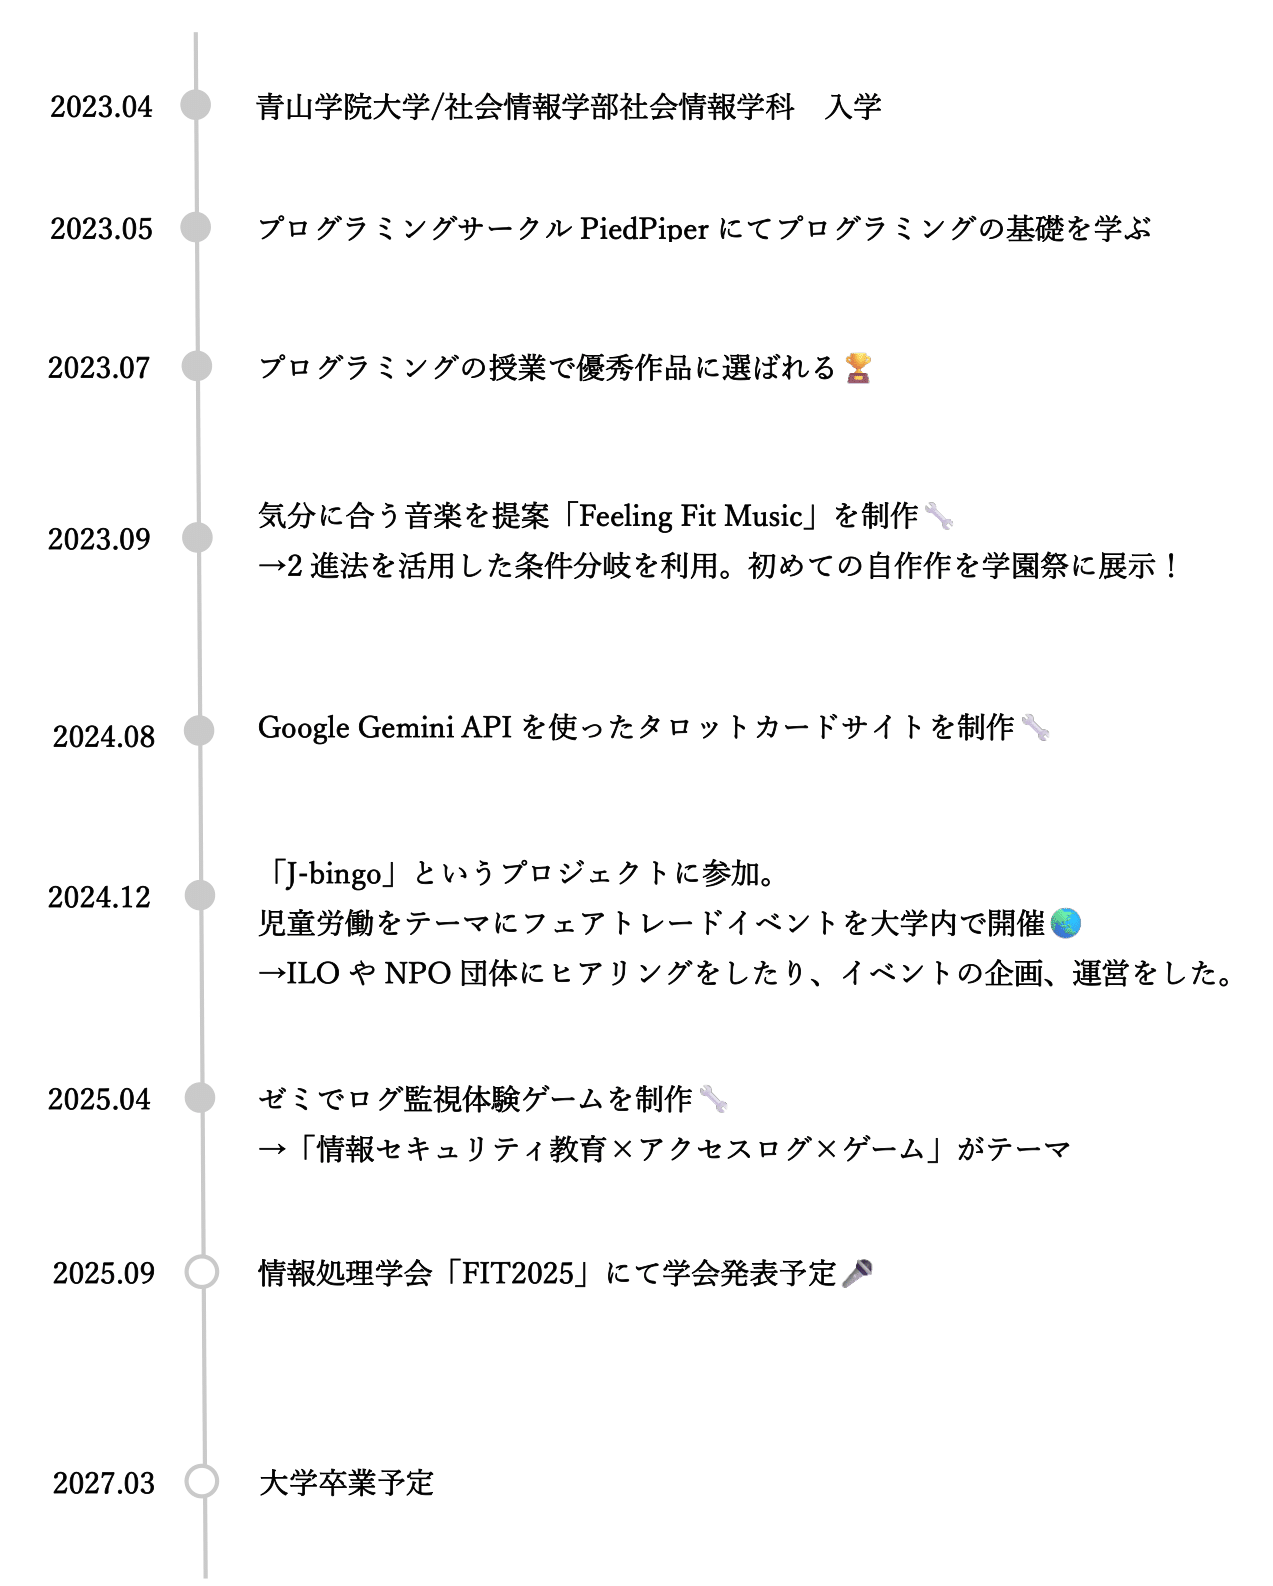 2023.04 青山学院大学/社会情報学部社会情報学科　入学
2023.05 プログラミングサークル PiedPiper にてプログラミングの基礎を学ぶ
2023.07 プログラミングの授業で優秀作品に選ばれる🏆
2023.09 気分に合う音楽を提案「Feeling Fit Music」を制作🔧
→2 進法を活用した条件分岐を利用。初めての自作作を学園祭に展示！
2024.08 Google Gemini API を使ったタロットカードサイトを制作🔧
2024.12 「J-bingo」というプロジェクトに参加。
児童労働をテーマにフェアトレードイベントを大学内で開催🌏
→ILO や NPO 団体にヒアリングをしたり、イベントの企画、運営をした。
2025.04 ゼミでログ監視体験ゲームを制作🔧
→「情報セキュリティ教育×アクセスログ×ゲーム」がテーマ
2025.09 情報処理学会「FIT2025」にて学会発表予定🎤
2027.03 大学卒業予定